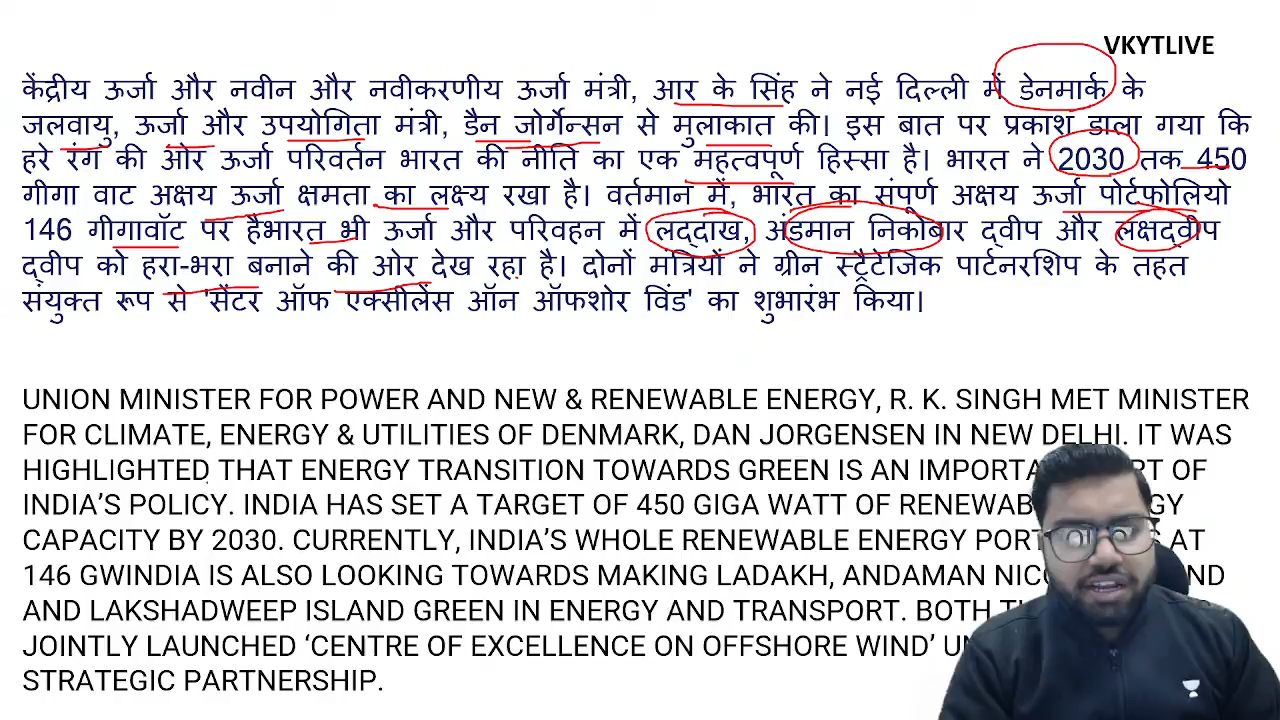 VKYTLIVE
केंद्रीय ऊर्जा और नवीन और नवीकरणीय ऊर्जा मंत्री, आर के सिंह ने नई दिल्ली में डेनमार्क के
जलवायु, ऊर्जा और उपयोगिता मंत्री, डैन जोर्गेन्सन से मुलाकात की। इस बात पर प्रकाश डाला गया कि
हरे रंग की ओर ऊर्जा परिवर्तन भारत की नीति का एक महत्वपूर्ण हिस्सा है। भारत ने 2030 तक 450
गीगा वाट अक्षय ऊर्जा क्षमता का लक्ष्य रखा है। वर्तमान में, भारत का संपूर्ण अक्षय ऊर्जा पोर्टफोलियो
146 गीगावॉट पर हैभारत भी ऊर्जा और परिवहन में लद्दाख, अंडमान निकोबार द्वीप और लक्षद्वीप
द्वीप को हरा-भरा बनाने की ओर देख रहा है। दोनों मंत्रियों ने ग्रीन स्ट्रैटेजिक पार्टनरशिप के तहत
संयुक्त रूप से 'सेंटर ऑफ एक्सीलेंस ऑन ऑफशोर विंड' का शुभारंभ किया।
UNION MINISTER FOR POWER AND NEW & RENEWABLE ENERGY, R. K. SINGH MET MINISTER
FOR CLIMATE, ENERGY & UTILITIES OF DENMARK, DAN JORGENSEN IN NEW DELHI. IT WAS
HIGHLIGHTED THAT ENERGY TRANSITION TOWARDS GREEN IS AN OF
INDIA’S POLICY. INDIA HAS SET A TARGET OF 450 GIGA WATT OF
CAPACITY BY 2030. CURRENTLY, INDIA’S WHOLE RENEWABLE ENERGY AT
146 GWINDIA IS ALSO LOOKING TOWARDS MAKING LADAKH, ANDAMAN
AND LAKSHADWEEP ISLAND GREEN IN ENERGY AND TRANSPORT. BOTH
JOINTLY LAUNCHED ‘CENTRE OF EXCELLENCE ON OFFSHORE WIND’
STRATEGIC PARTNERSHIP.